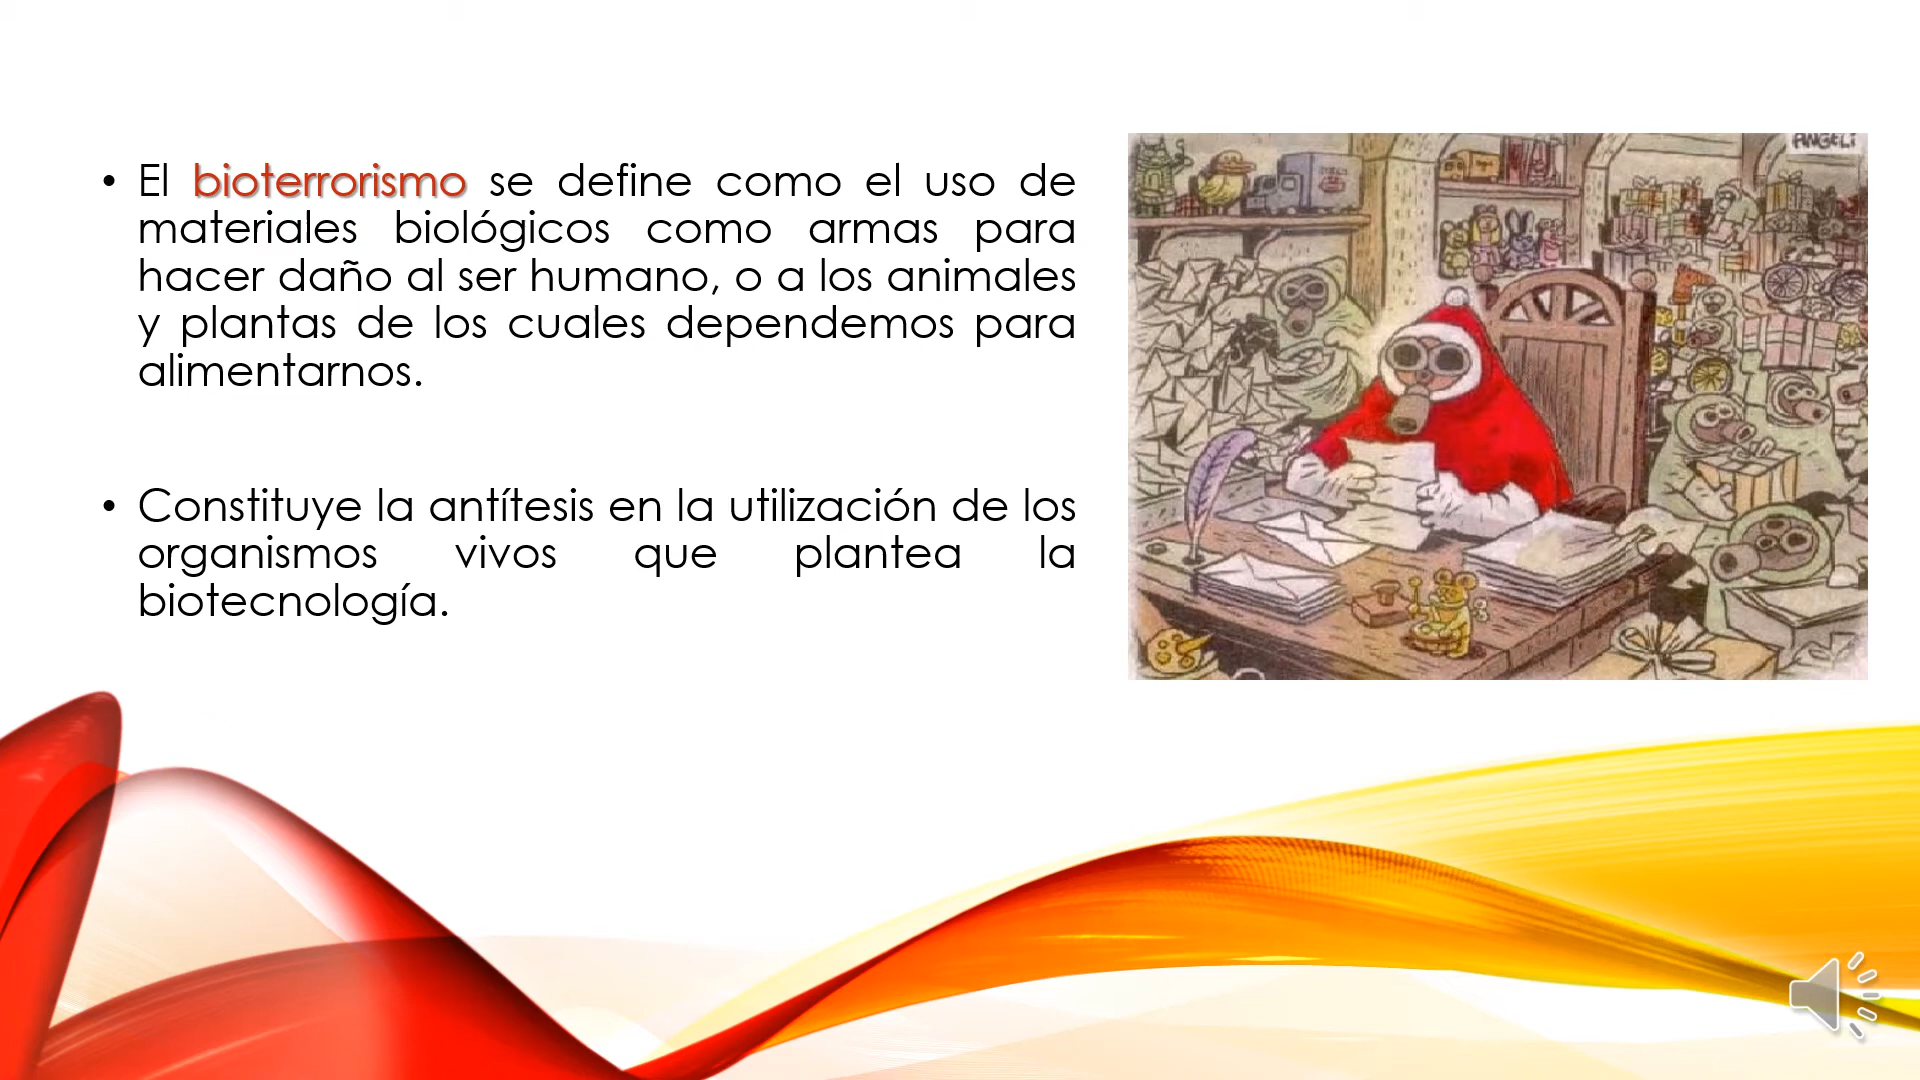 • El bioterrorismo se define como el uso de
materiales biológicos como armas para
hacer daño al ser humano, o a los animales
y plantas de los cuales dependemos para
alimentarnos.
• Constituye la antítesis en la utilización de los
organismos vivos que plantea la
biotecnología.
ANGELI